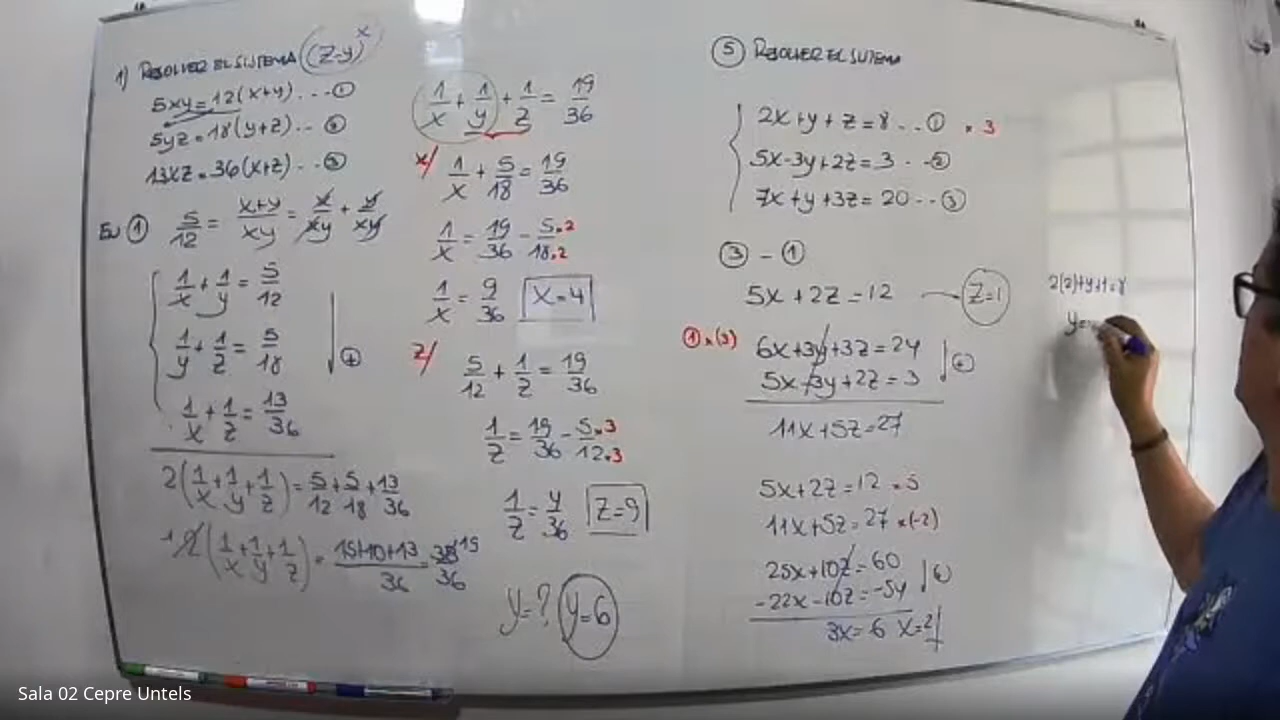 1) RESOLVER EL SISTEMA (z-y)^x
5xy = 12(x+y)...①
5yz = 18(y+z)..②
13xz = 36(x+z)...③
EN ① 5/12 = x+y/xy = x/xy + y/xy
1/x + 1/y = 5/12
1/y + 1/z = 5/18
1/x + 1/z = 13/36
↓ (+)
2(1/x + 1/y + 1/z) = 5/12 + 5/18 + 13/36
1 2(1/x + 1/y + 1/z) = 15+10+13/36 = 38 19/36
1/x + 1/y + 1/z = 19/36
x/ 1/x + 5/18 = 19/36
1/x = 19/36 - 5.2/18.2
1/x = 9/36 x=4
z/ 5/12 + 1/z = 19/36
1/z = 19/36 - 5x3/12x3
1/z = 4/36 z=9
y=? y=6
⑤ RESOLVER EL SISTEMA
2x + y + z = 8 ...① x 3
5x - 3y + 2z = 3 ...②
7x + y + 3z = 20 ...③
③ - ①
5x + 2z = 12 z=1
①x(3) 6x + 3y + 3z = 24
5x - 3y + 2z = 3
↓ (+)
11x + 5z = 27
5x + 2z = 12 x 5
11x + 5z = 27 x(-2)
25x + 10z = 60
-22x - 10z = -54
↓ (+)
3x = 6 x=2
2(2)+y+1=8
y=
Sala 02 Cepre Untels